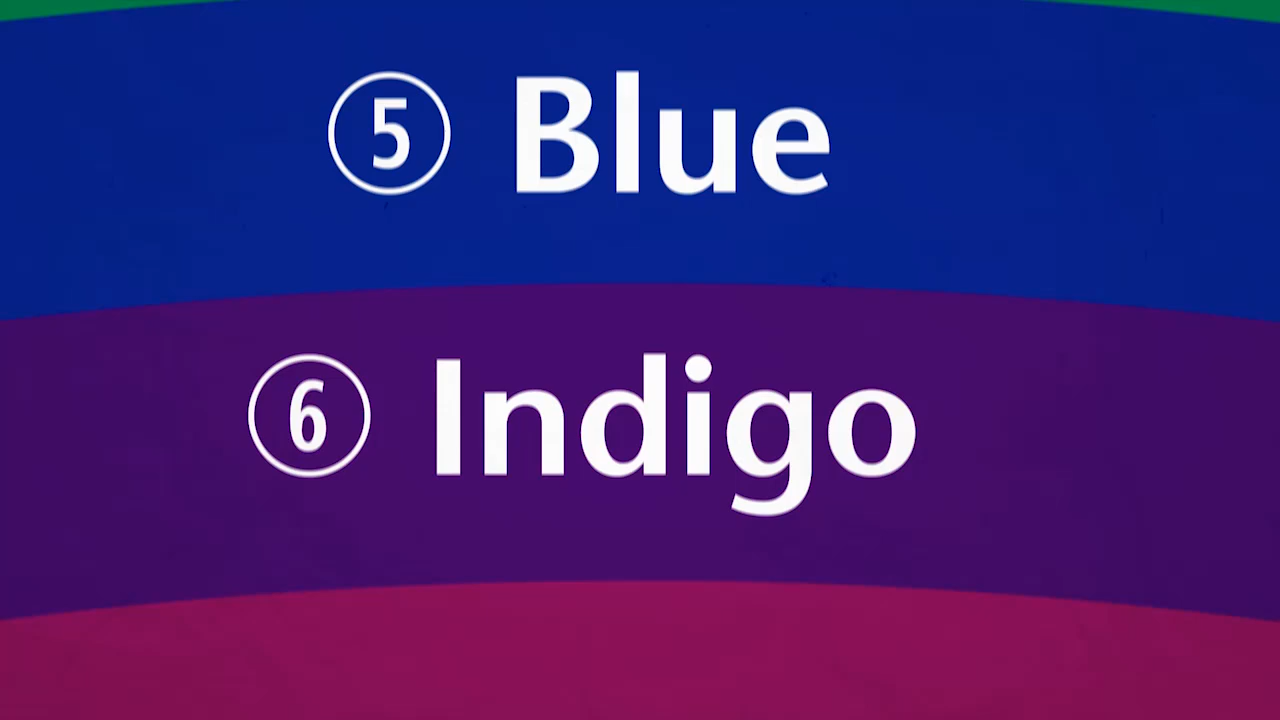 ⑤ Blue
⑥ Indigo